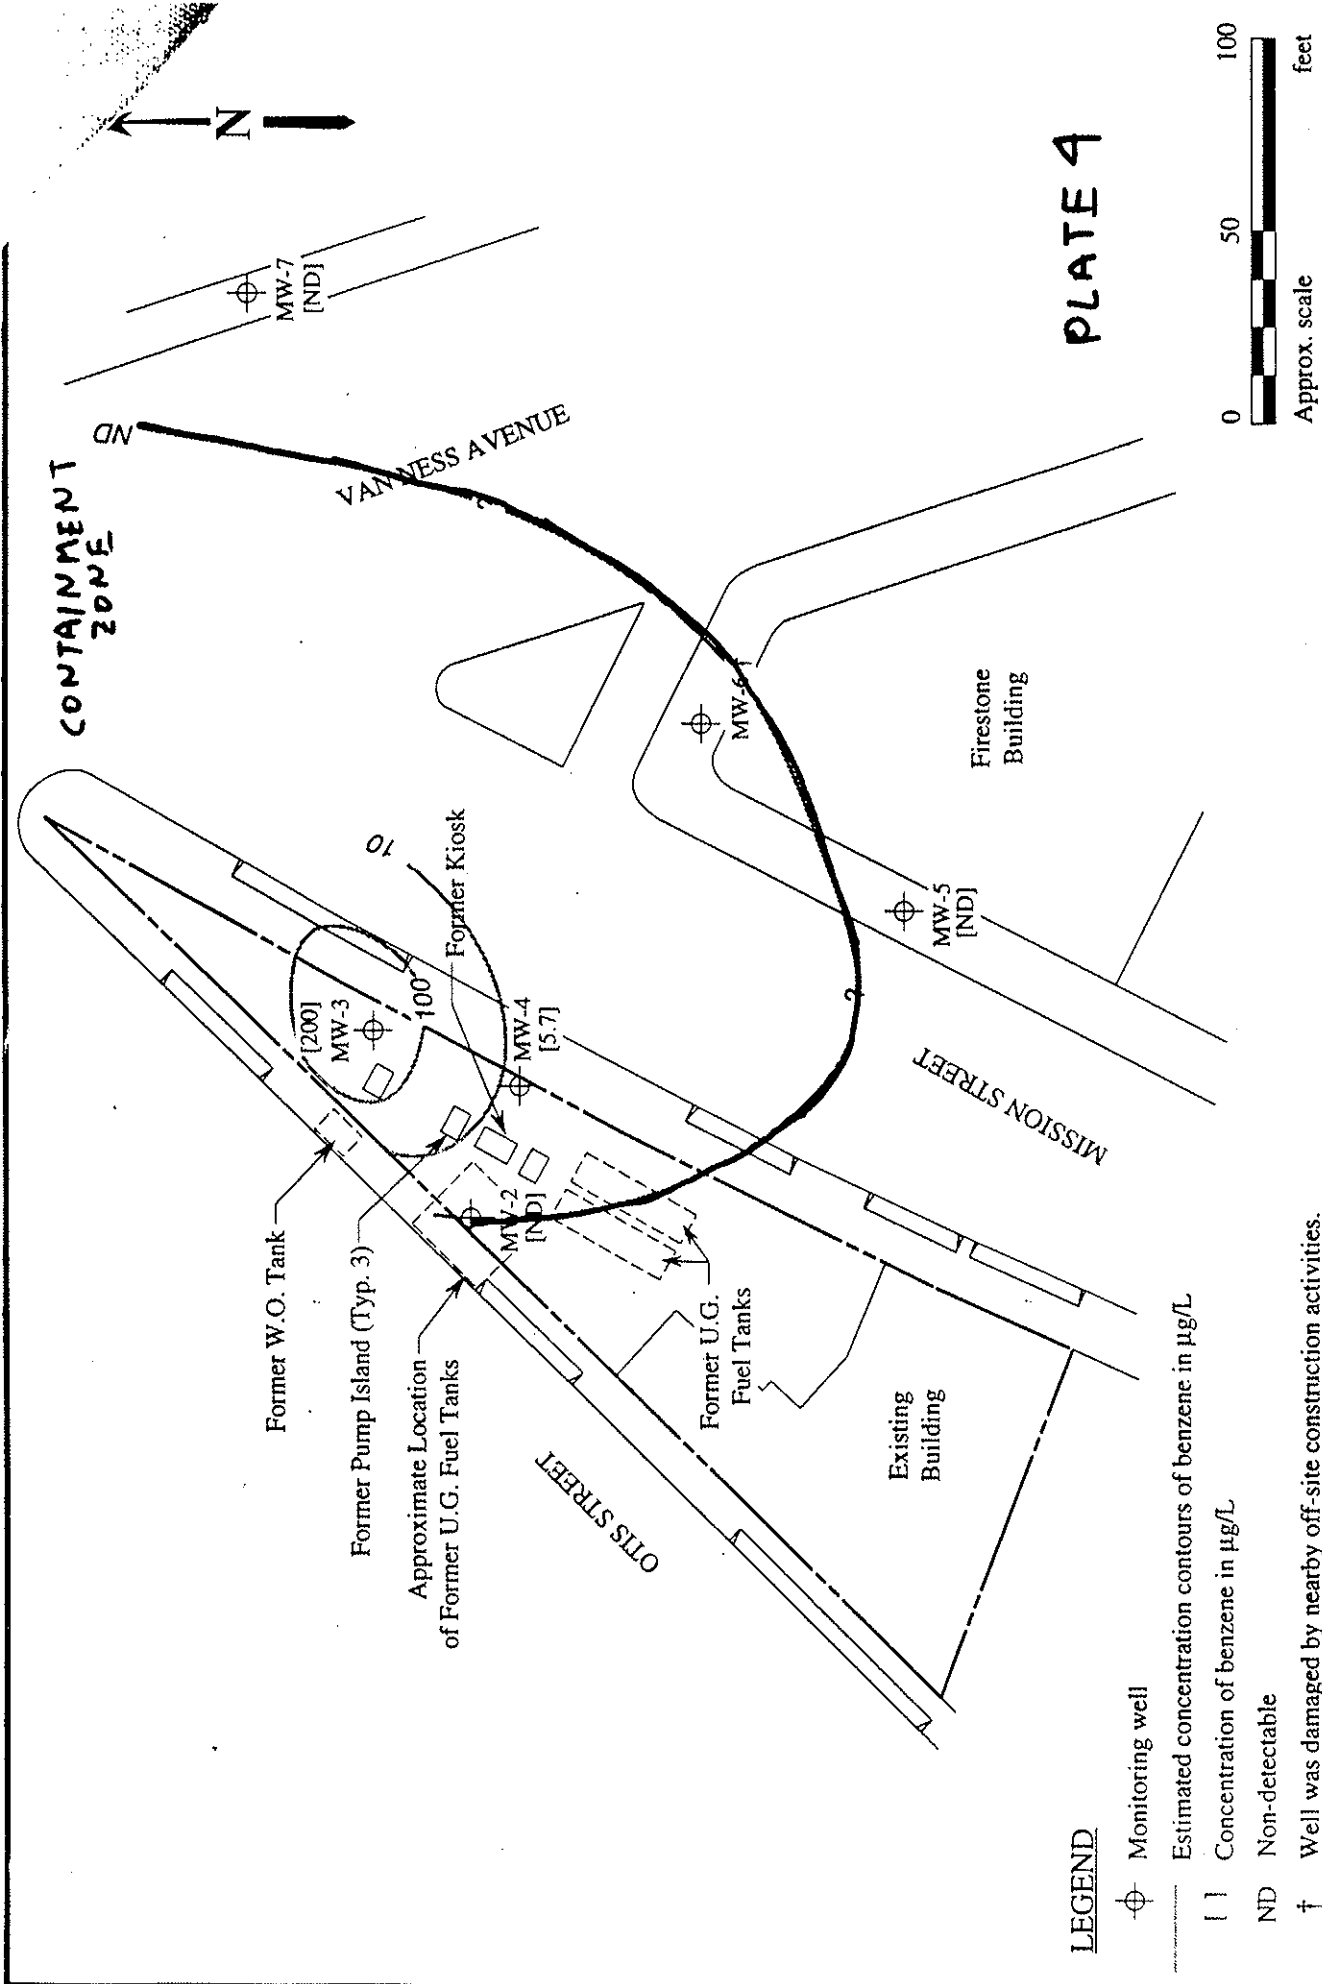 CONTAINMENT
ZONE
ND
N
MW-7
[ND]
VAN NESS AVENUE
PLATE 4
10
Former Kiosk
[200]
MW-3
100
MW-4
[5.7]
MW-6†
Firestone
Building
MW-5
[ND]
?
?
MISSION STREET
Former W.O. Tank
Former Pump Island (Typ. 3)
Approximate Location
of Former U.G. Fuel Tanks
MW-2
[ND]
Former U.G.
Fuel Tanks
OTIS STREET
Existing
Building
LEGEND
Monitoring well
Estimated concentration contours of benzene in µg/L
[ ] Concentration of benzene in µg/L
ND Non-detectable
† Well was damaged by nearby off-site construction activities.
0 50 100
Approx. scale feet